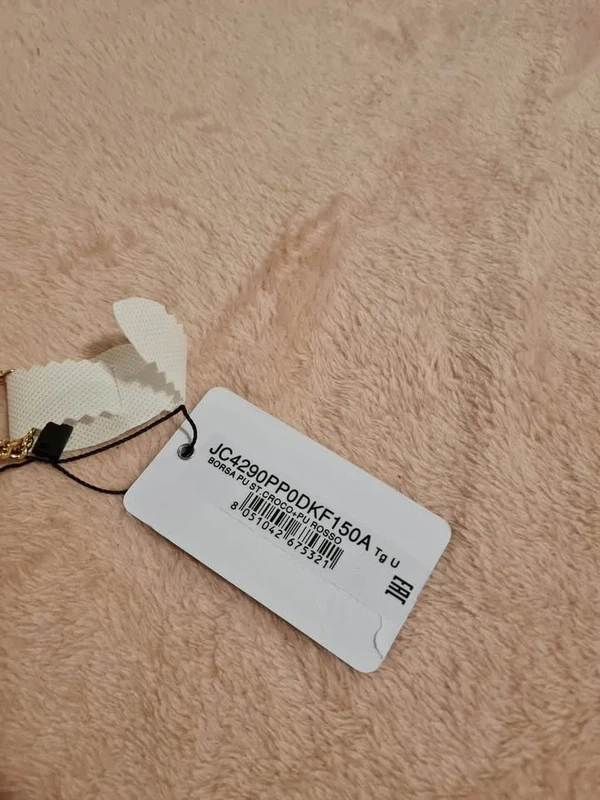 JC4290PP0DKF150A Tg U
BORSA PU ST.CROCO+PU ROSSO
8 051042 675321
EAC